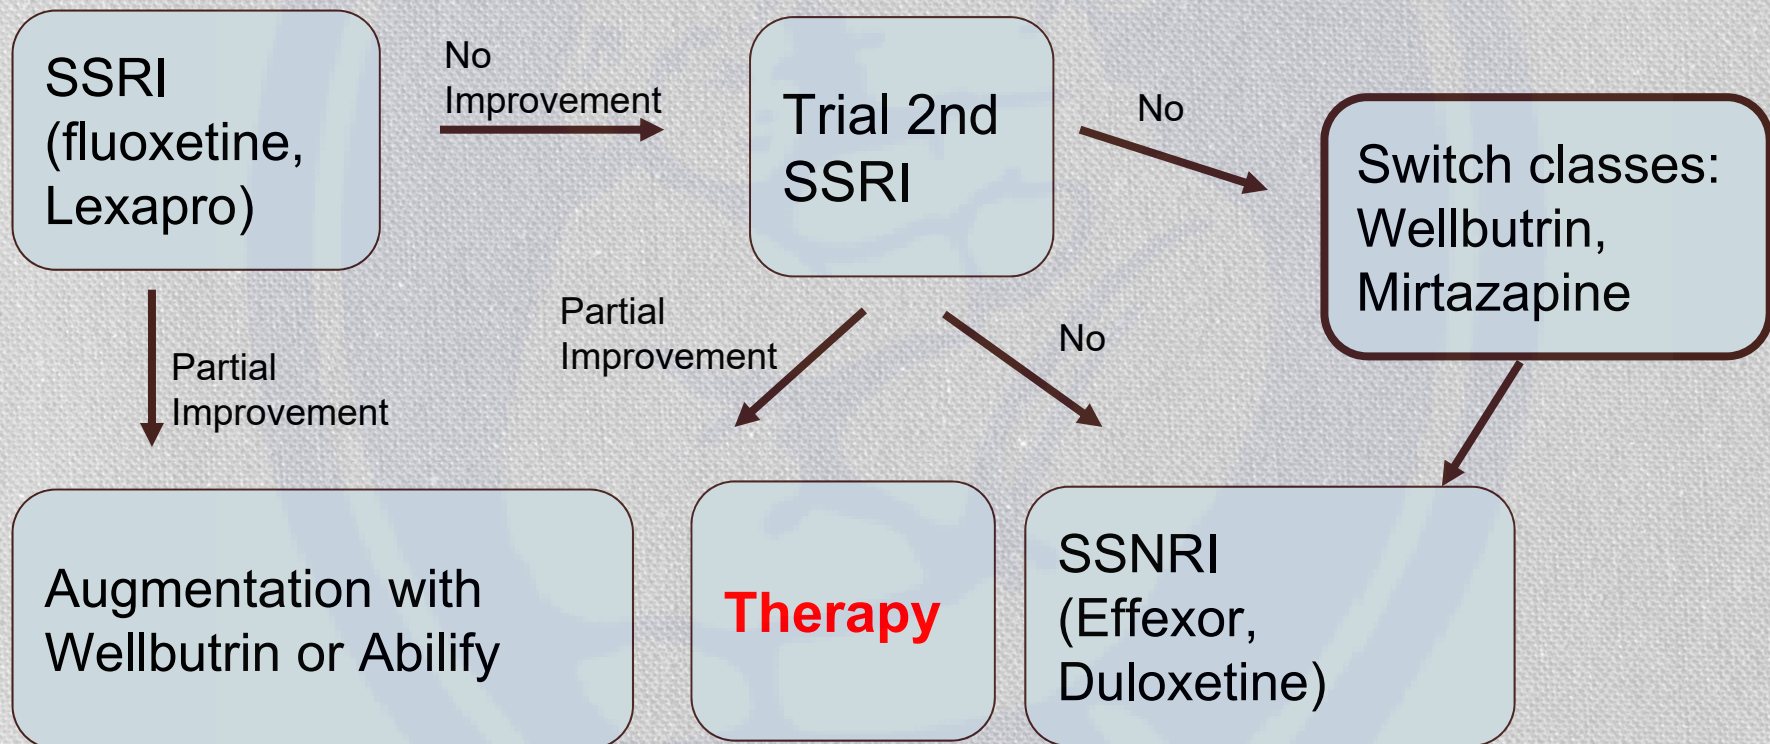 SSRI
(fluoxetine,
Lexapro)
No
Improvement
Trial 2nd
SSRI
No
Switch classes:
Wellbutrin,
Mirtazapine
Partial
Improvement
Partial
Improvement
No
Augmentation with
Wellbutrin or Abilify
Therapy
SSNRI
(Effexor,
Duloxetine)